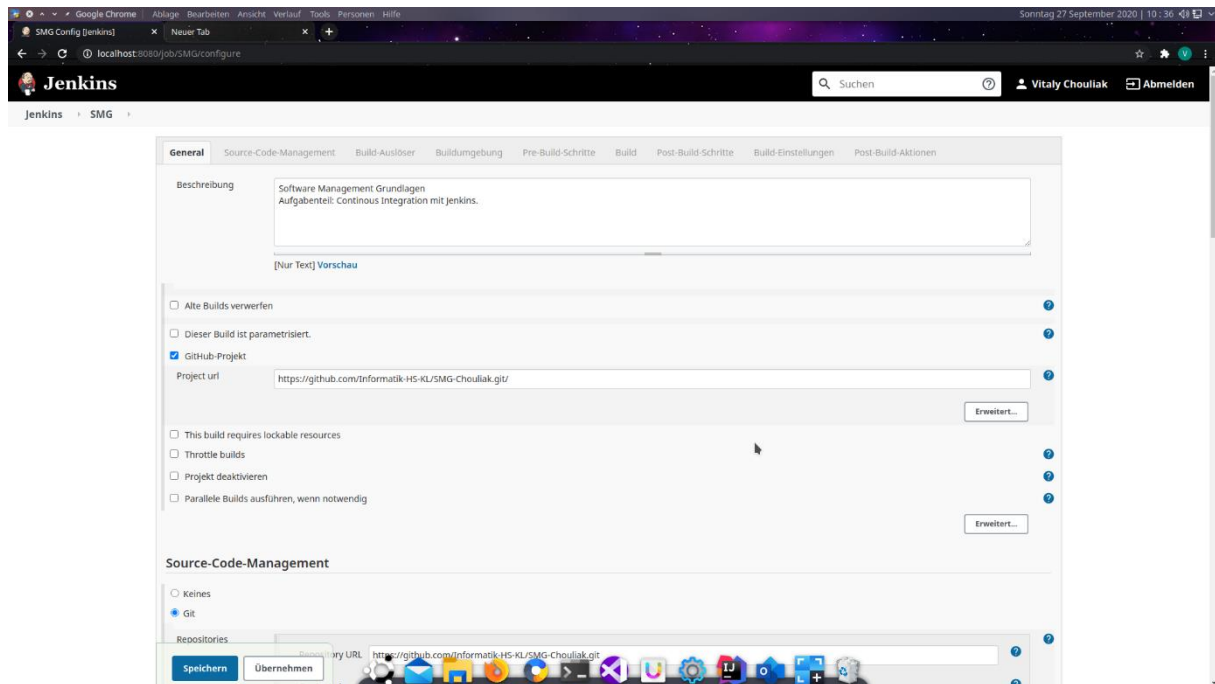 Google Chrome Ablage Bearbeiten Ansicht Verlauf Tools Personen Hilfe Sonntag 27 September 2020 | 10:36
SMG Config [Jenkins] Neuer Tab
localhost:8080/job/SMG/configure V
Jenkins Suchen Vitaly Chouliak Abmelden
Jenkins SMG
General Source-Code-Management Build-Auslöser Buildumgebung Pre-Build-Schritte Build Post-Build-Schritte Build-Einstellungen Post-Build-Aktionen
Beschreibung
Software Management Grundlagen
Aufgabenteil: Continous Integration mit Jenkins.
[Nur Text] Vorschau
Alte Builds verwerfen
Dieser Build ist parametrisiert.
GitHub-Projekt
Project url https://github.com/Informatik-HS-KL/SMG-Chouliak.git/
Erweitert...
This build requires lockable resources
Throttle builds
Projekt deaktivieren
Parallele Builds ausführen, wenn notwendig
Erweitert...
Source-Code-Management
Keines
Git
Repositories
URL https://github.com/Informatik-HS-KL/SMG-Chouliak.git
Speichern Übernehmen